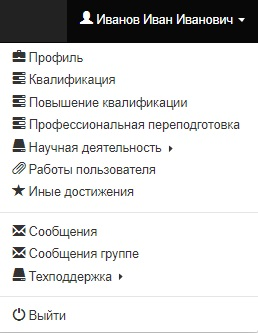 Иванов Иван Иванович
Профиль
Квалификация
Повышение квалификации
Профессиональная переподготовка
Научная деятельность
Работы пользователя
Иные достижения
Сообщения
Сообщения группе
Техподдержка
Выйти